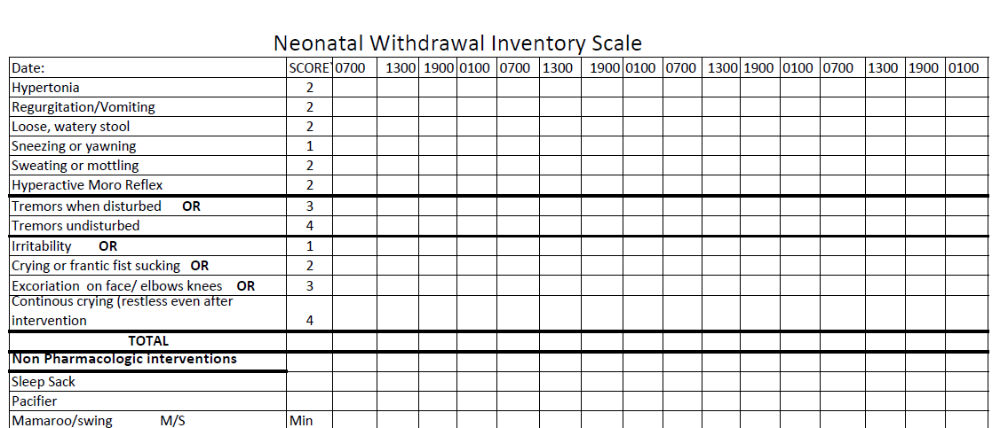 Neonatal Withdrawal Inventory Scale
Date: SCORE 0700 1300 1900 0100 0700 1300 1900 0100 0700 1300 1900 0100 0700 1300 1900 0100
Hypertonia 2
Regurgitation/Vomiting 2
Loose, watery stool 2
Sneezing or yawning 1
Sweating or mottling 2
Hyperactive Moro Reflex 2
Tremors when disturbed OR 3
Tremors undisturbed 4
Irritability OR 1
Crying or frantic fist sucking OR 2
Excoriation on face/ elbows knees OR 3
Continous crying (restless even after
intervention 4
TOTAL
Non Pharmacologic interventions
Sleep Sack
Pacifier
Mamaroo/swing M/S Min